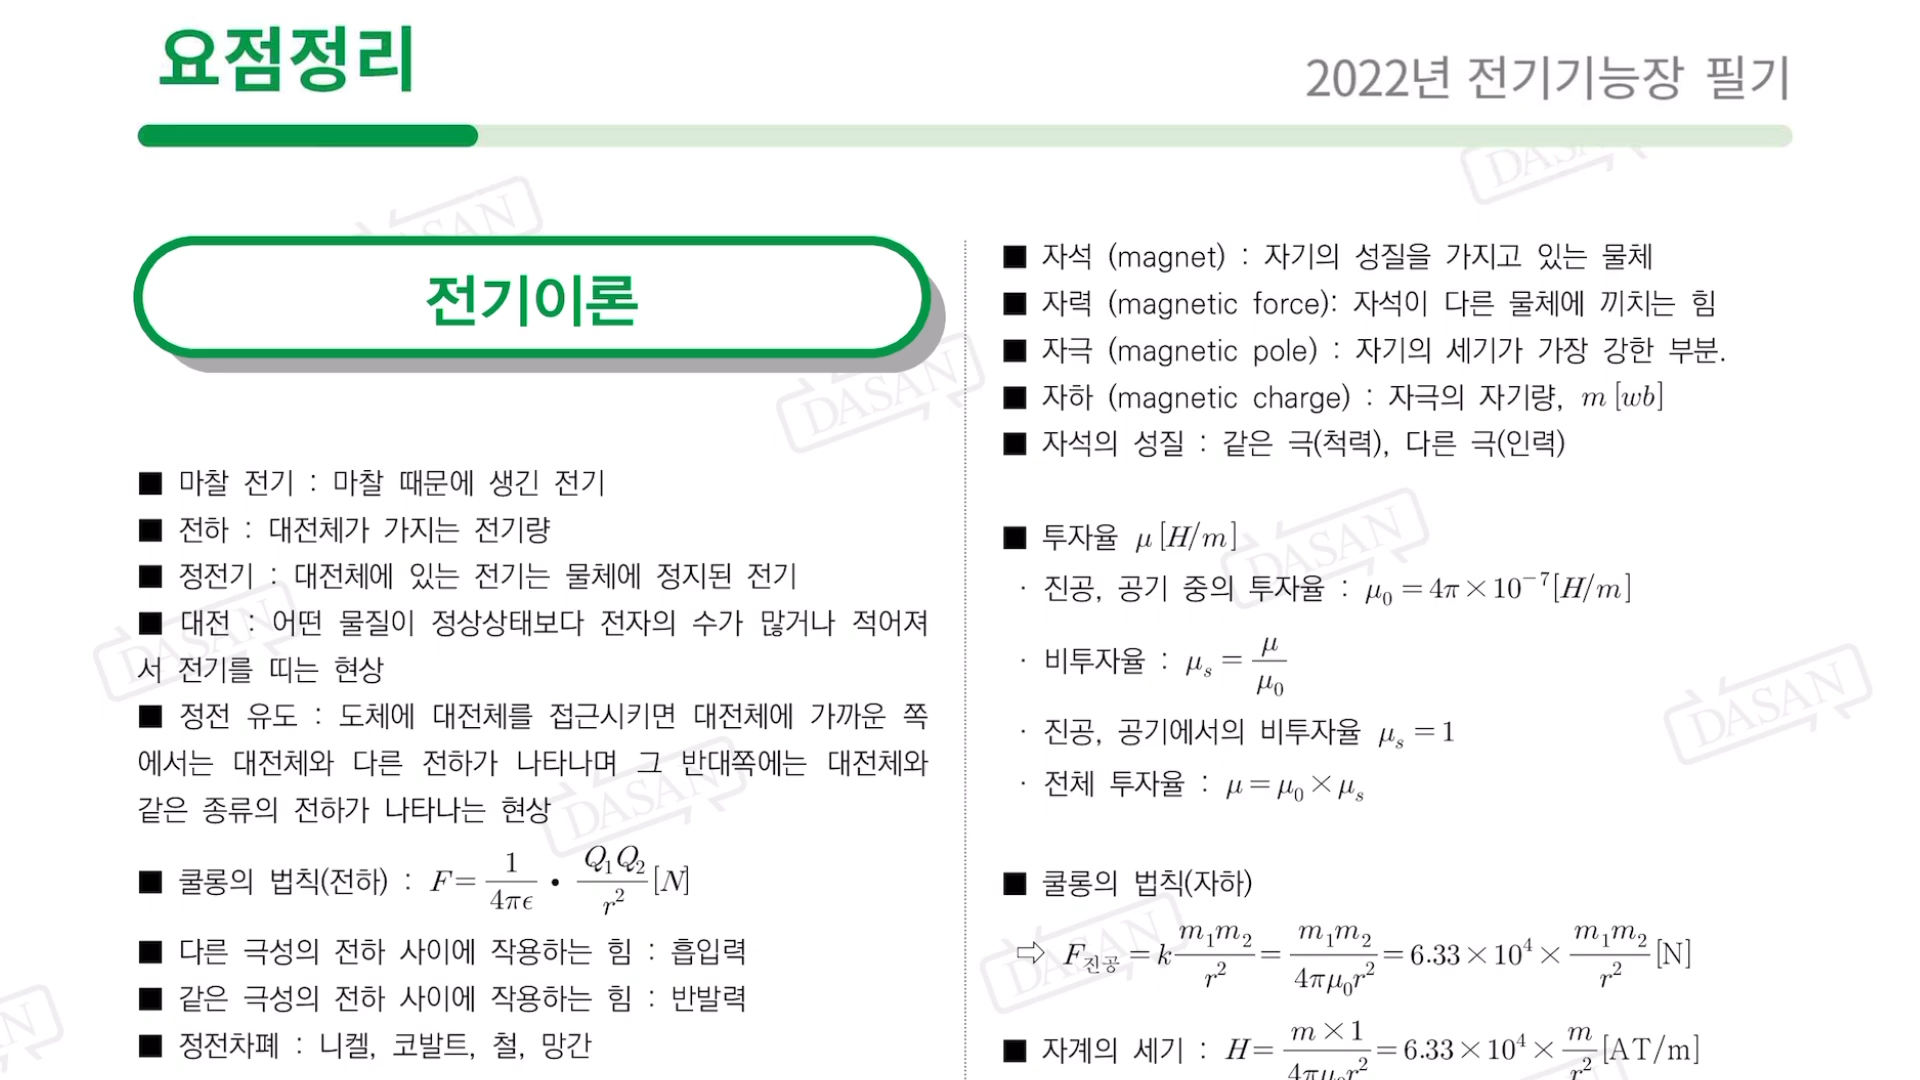 요점정리
2022년 전기기능장 필기
전기이론
■ 마찰 전기 : 마찰 때문에 생긴 전기
■ 전하 : 대전체가 가지는 전기량
■ 정전기 : 대전체에 있는 전기는 물체에 정지된 전기
■ 대전 : 어떤 물질이 정상상태보다 전자의 수가 많거나 적어져
서 전기를 띠는 현상
■ 정전 유도 : 도체에 대전체를 접근시키면 대전체에 가까운 쪽
에서는 대전체와 다른 전하가 나타나며 그 반대쪽에는 대전체와
같은 종류의 전하가 나타나는 현상
■ 쿨롱의 법칙(전하) : F = 1/4πϵ • Q₁Q₂/r² [N]
■ 다른 극성의 전하 사이에 작용하는 힘 : 흡입력
■ 같은 극성의 전하 사이에 작용하는 힘 : 반발력
■ 정전차폐 : 니켈, 코발트, 철, 망간
■ 자석 (magnet) : 자기의 성질을 가지고 있는 물체
■ 자력 (magnetic force): 자석이 다른 물체에 끼치는 힘
■ 자극 (magnetic pole) : 자기의 세기가 가장 강한 부분.
■ 자하 (magnetic charge) : 자극의 자기량, m [wb]
■ 자석의 성질 : 같은 극(척력), 다른 극(인력)
■ 투자율 μ [H/m]
· 진공, 공기 중의 투자율 : μ₀ = 4π × 10⁻⁷ [H/m]
· 비투자율 : μₛ = μ/μ₀
· 진공, 공기에서의 비투자율 μₛ = 1
· 전체 투자율 : μ = μ₀ × μₛ
■ 쿨롱의 법칙(자하)
⇨ F진공 = k m₁m₂/r² = m₁m₂/4πμ₀r² = 6.33 × 10⁴ × m₁m₂/r² [N]
■ 자계의 세기 : H = m × 1/4πμ₀r² = 6.33 × 10⁴ × m/r² [AT/m]
DASAN
DASAN
DASAN
DASAN
DASAN
DASAN
DASAN
DASAN